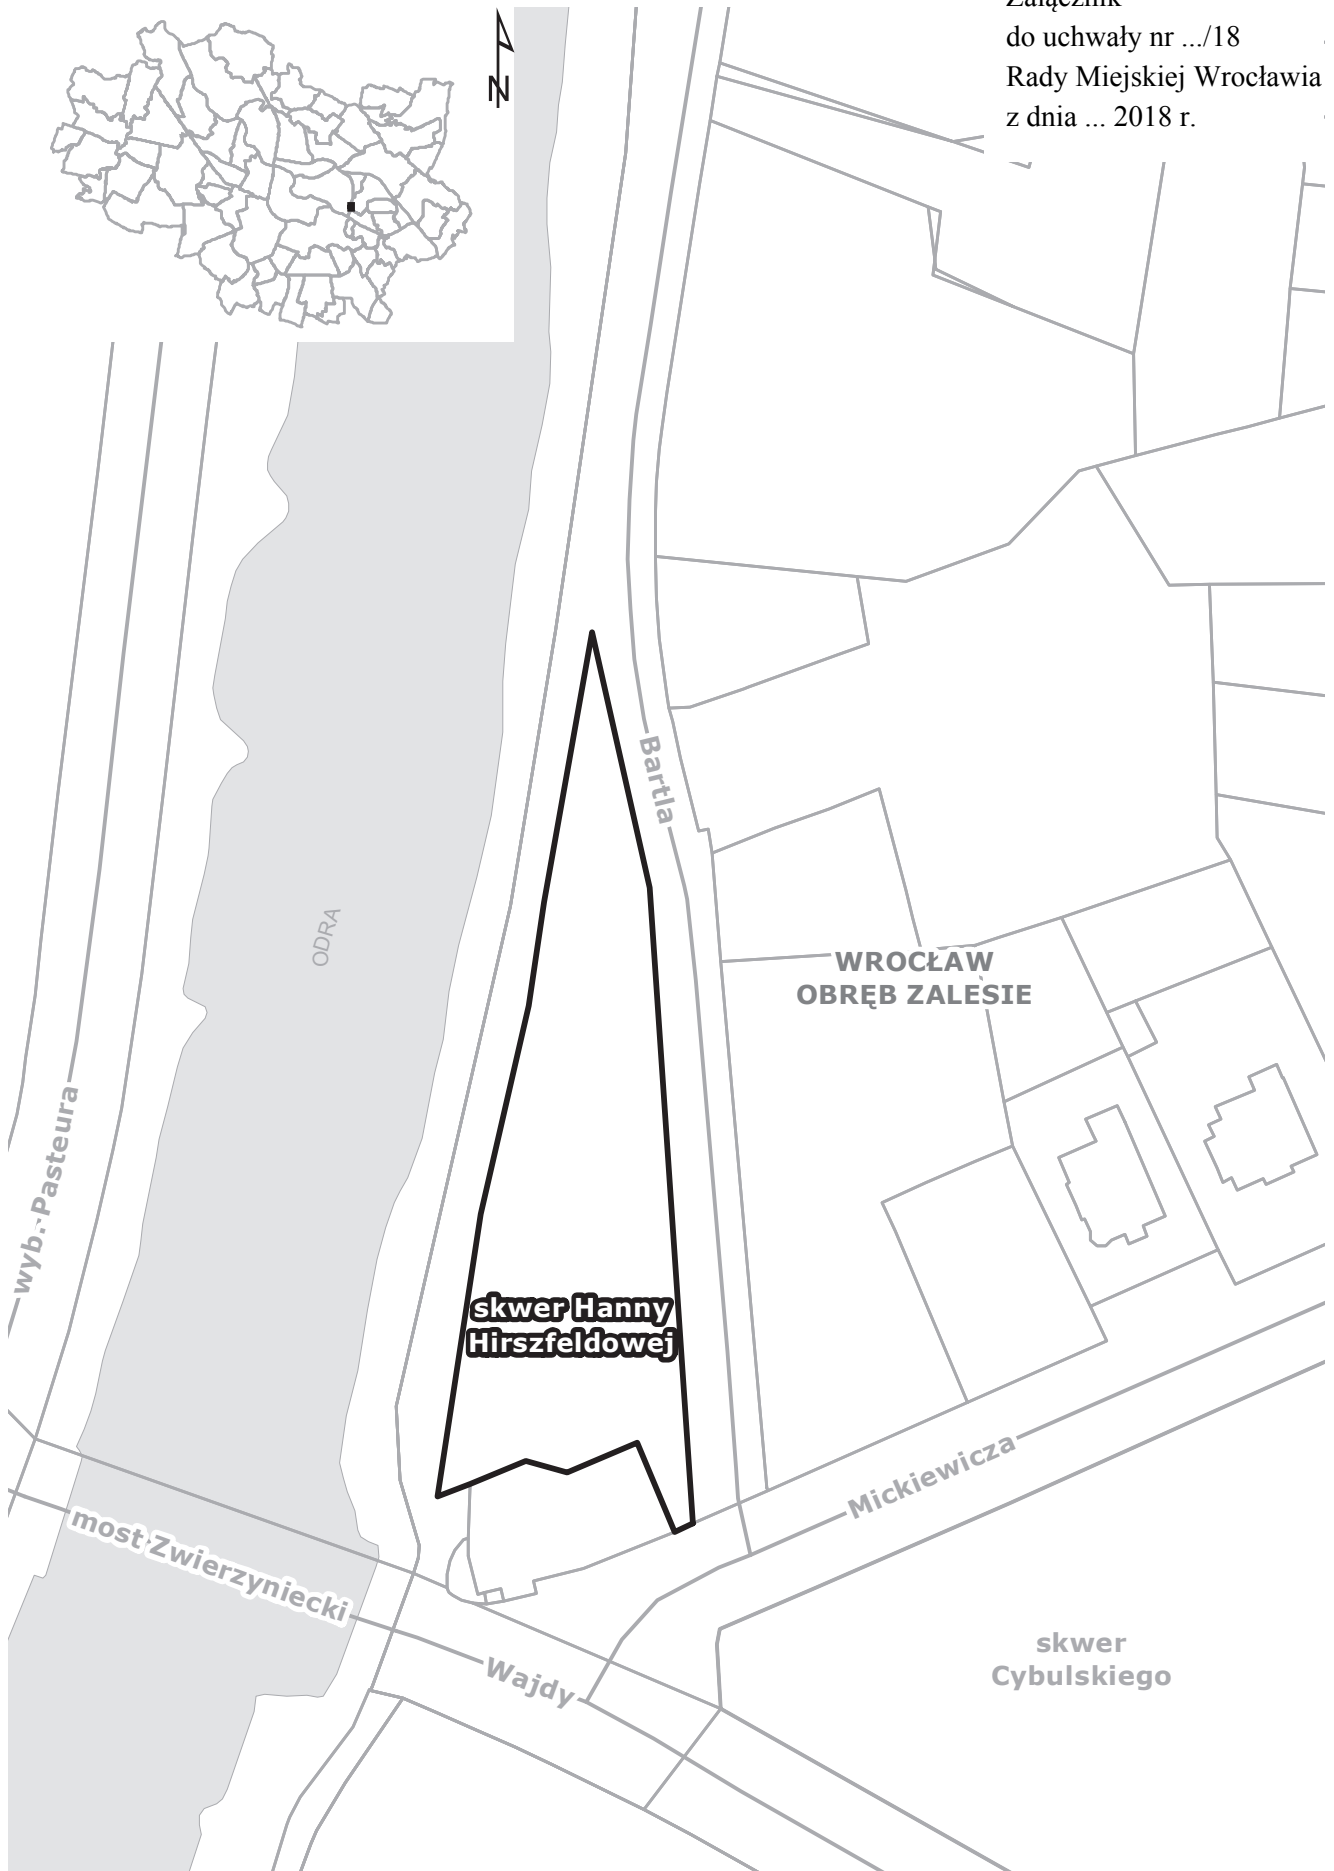 Załącznik
do uchwały nr .../18
Rady Miejskiej Wrocławia
z dnia ... 2018 r.
N
Bartla
ODRA
WROCŁAW
OBRĘB ZALESIE
wyb. Pasteura
skwer Hanny
Hirszfeldowej
Mickiewicza
most Zwierzyniecki
Wajdy
skwer
Cybulskiego